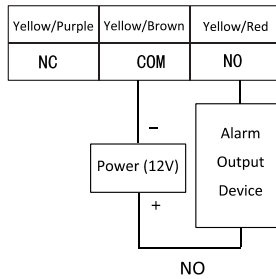 Yellow/Purple Yellow/Brown Yellow/Red
NC COM NO
−
Power (12V)
+
Alarm
Output
Device
NO